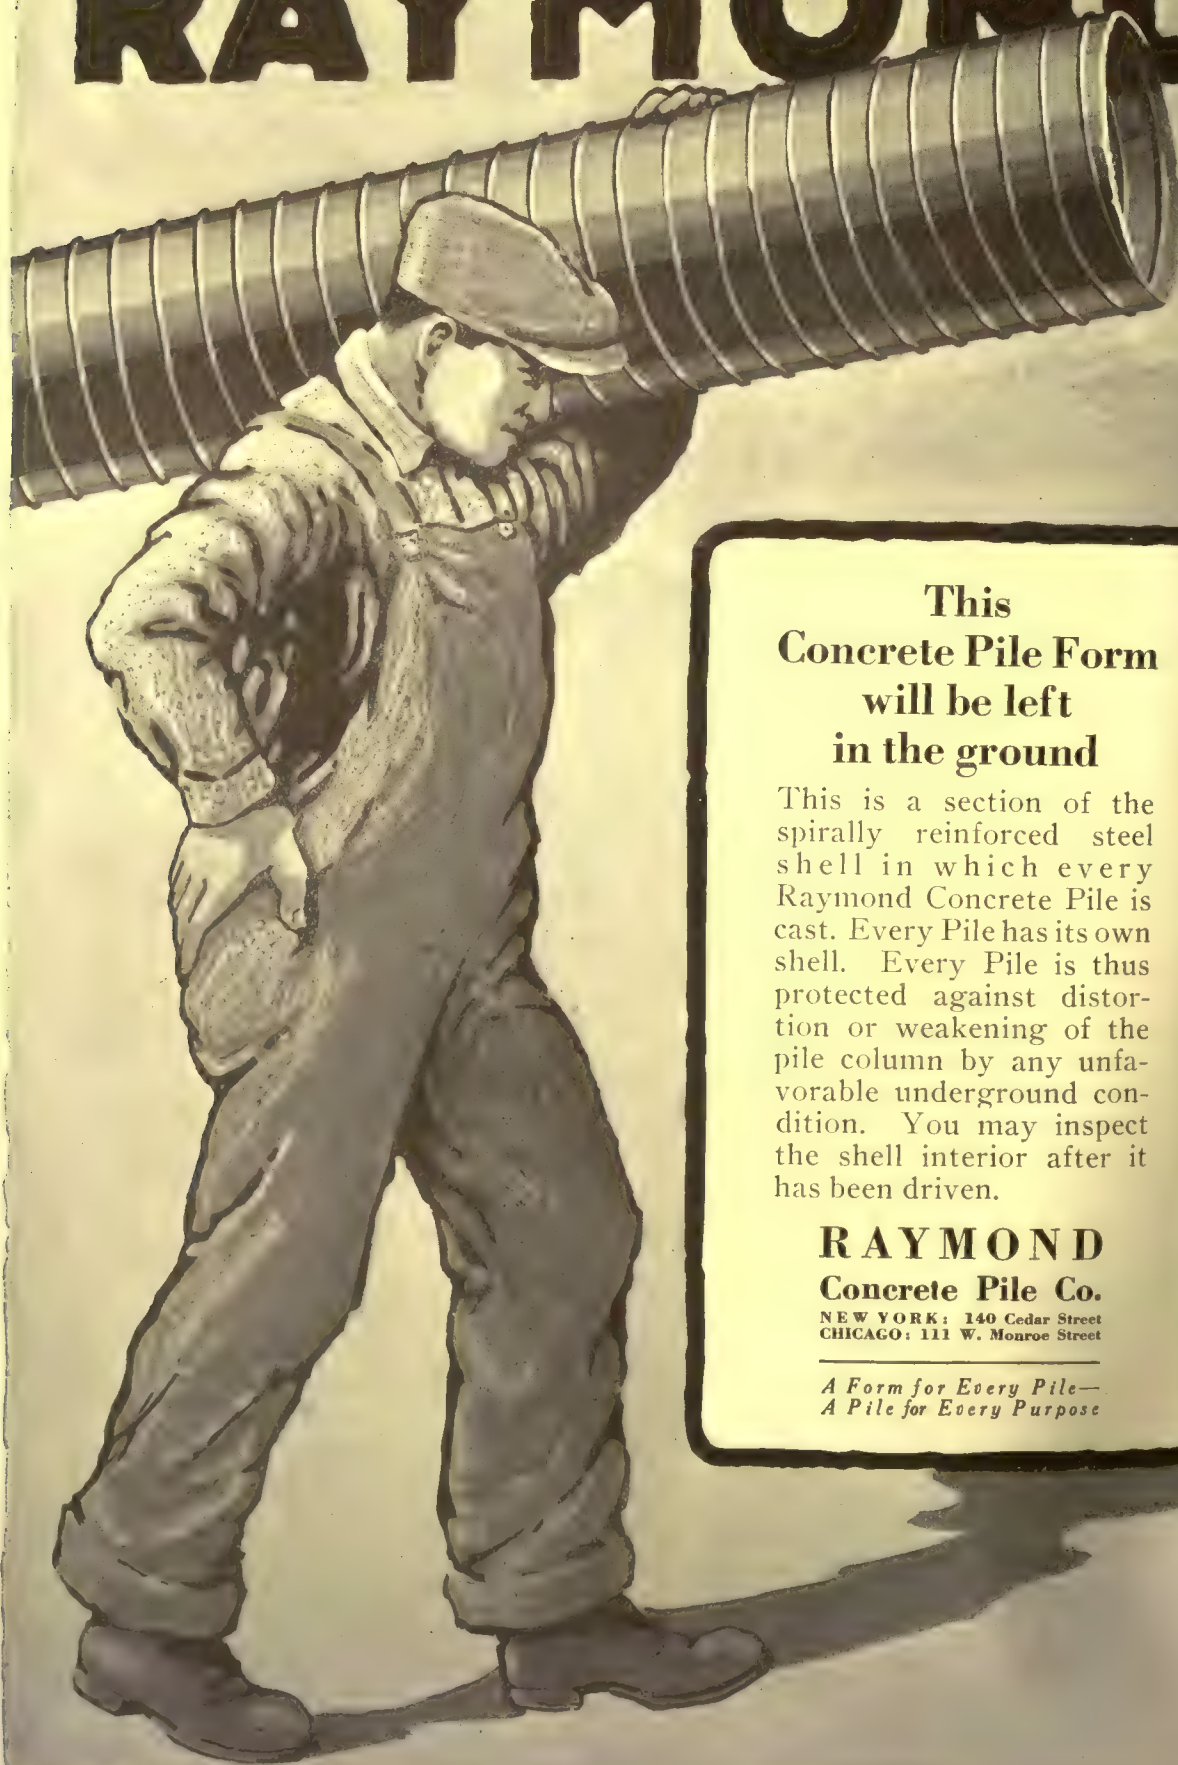 RAYMOND
This
Concrete Pile Form
will be left
in the ground
This is a section of the
spirally reinforced steel
shell in which every
Raymond Concrete Pile is
cast. Every Pile has its own
shell. Every Pile is thus
protected against distor-
tion or weakening of the
pile column by any unfa-
vorable underground con-
dition. You may inspect
the shell interior after it
has been driven.
RAYMOND
Concrete Pile Co.
NEW YORK: 140 Cedar Street
CHICAGO: 111 W. Monroe Street
A Form for Every Pile—
A Pile for Every Purpose